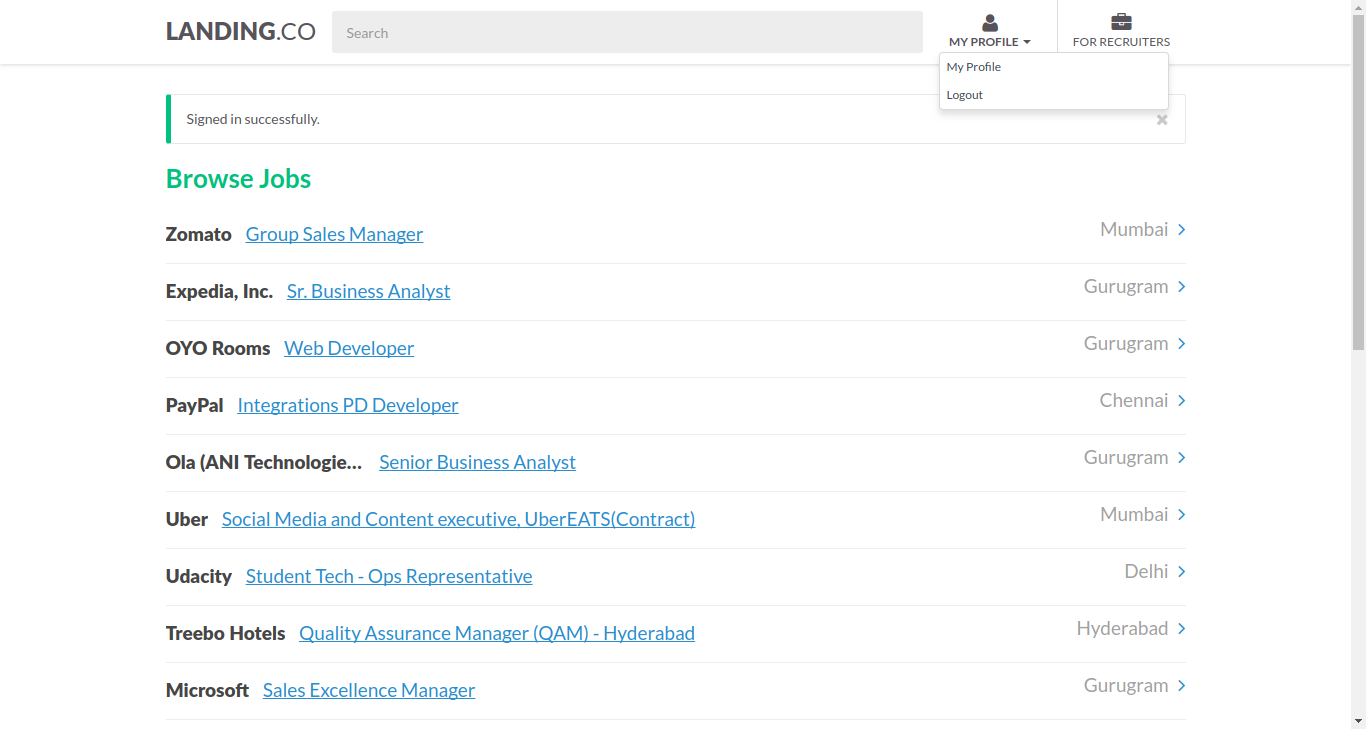 LANDING.CO
Search
MY PROFILE
FOR RECRUITERS
My Profile
Logout
Signed in successfully.
Browse Jobs
Zomato Group Sales Manager Mumbai
Expedia, Inc. Sr. Business Analyst Gurugram
OYO Rooms Web Developer Gurugram
PayPal Integrations PD Developer Chennai
Ola (ANI Technologie... Senior Business Analyst Gurugram
Uber Social Media and Content executive, UberEATS(Contract) Mumbai
Udacity Student Tech - Ops Representative Delhi
Treebo Hotels Quality Assurance Manager (QAM) - Hyderabad Hyderabad
Microsoft Sales Excellence Manager Gurugram